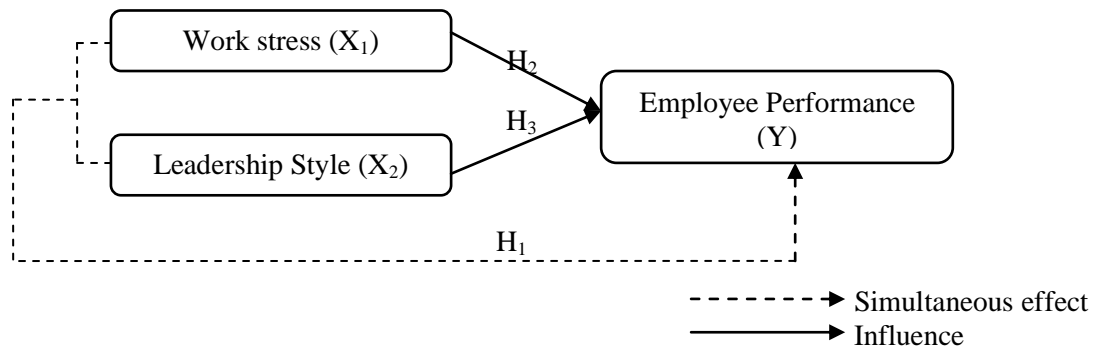 Work stress (X₁)
H₂
Employee Performance
(Y)
H₃
Leadership Style (X₂)
H₁
Simultaneous effect
Influence